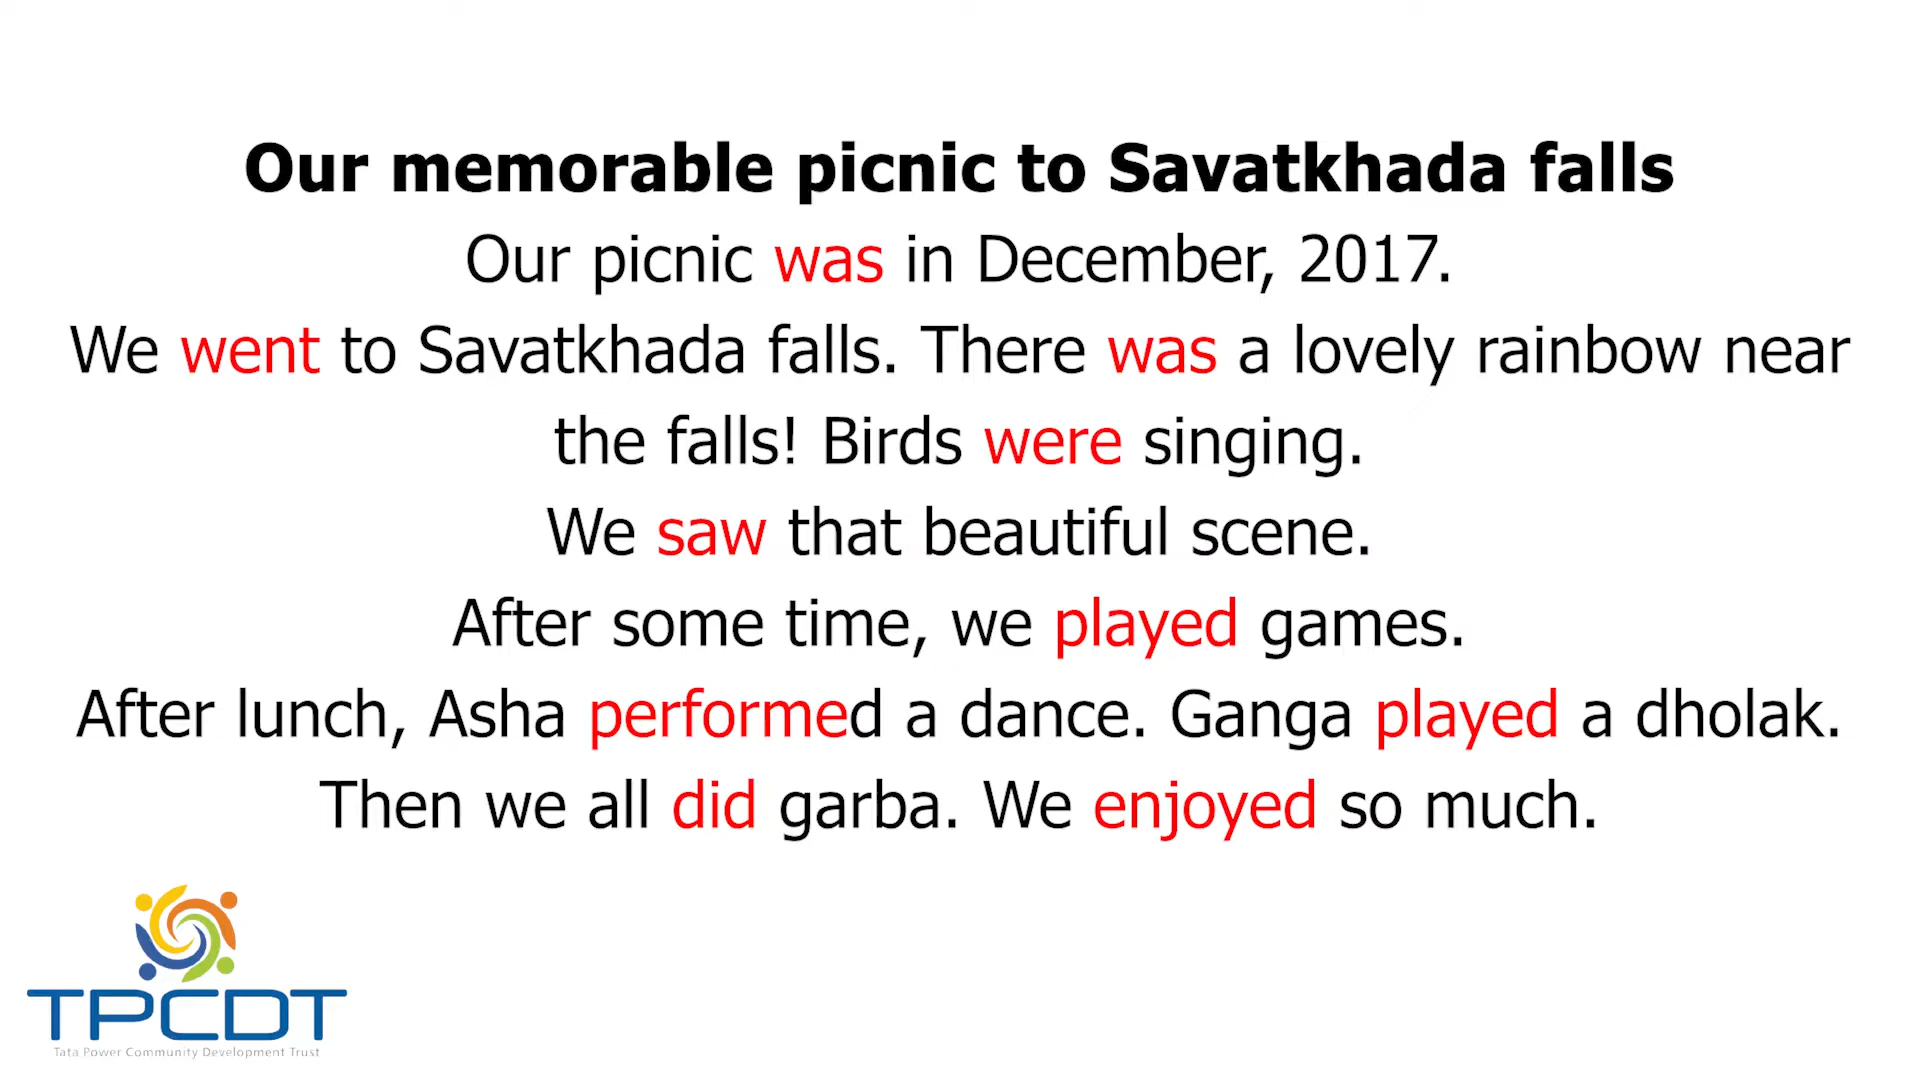 Our memorable picnic to Savatkhada falls
Our picnic was in December, 2017.
We went to Savatkhada falls. There was a lovely rainbow near
the falls! Birds were singing.
We saw that beautiful scene.
After some time, we played games.
After lunch, Asha performed a dance. Ganga played a dholak.
Then we all did garba. We enjoyed so much.
TPCDT
Tata Power Community Development Trust